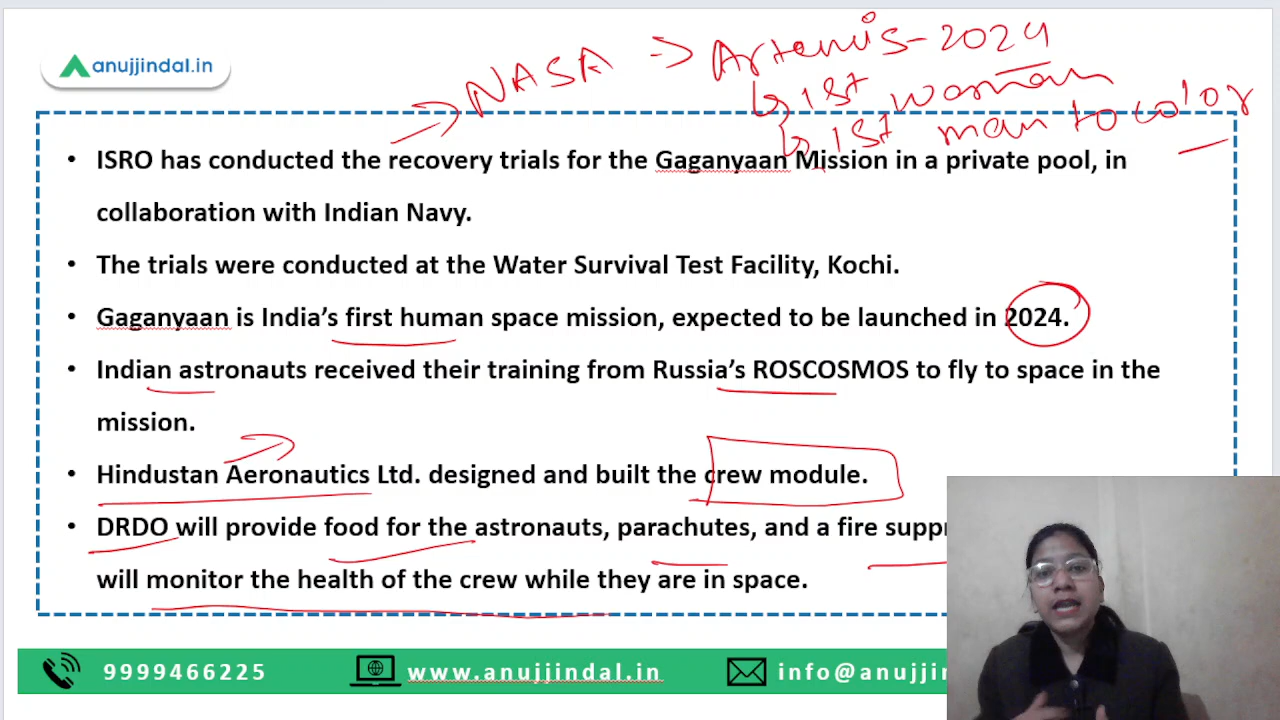 anujjindal.in
NASA => Artemis-2024
1st woman
1st man to color
• ISRO has conducted the recovery trials for the Gaganyaan Mission in a private pool, in
collaboration with Indian Navy.
• The trials were conducted at the Water Survival Test Facility, Kochi.
• Gaganyaan is India's first human space mission, expected to be launched in 2024.
• Indian astronauts received their training from Russia's ROSCOSMOS to fly to space in the
mission.
• Hindustan Aeronautics Ltd. designed and built the crew module.
• DRDO will provide food for the astronauts, parachutes, and a fire
will monitor the health of the crew while they are in space.
9999466225 www.anujjindal.in